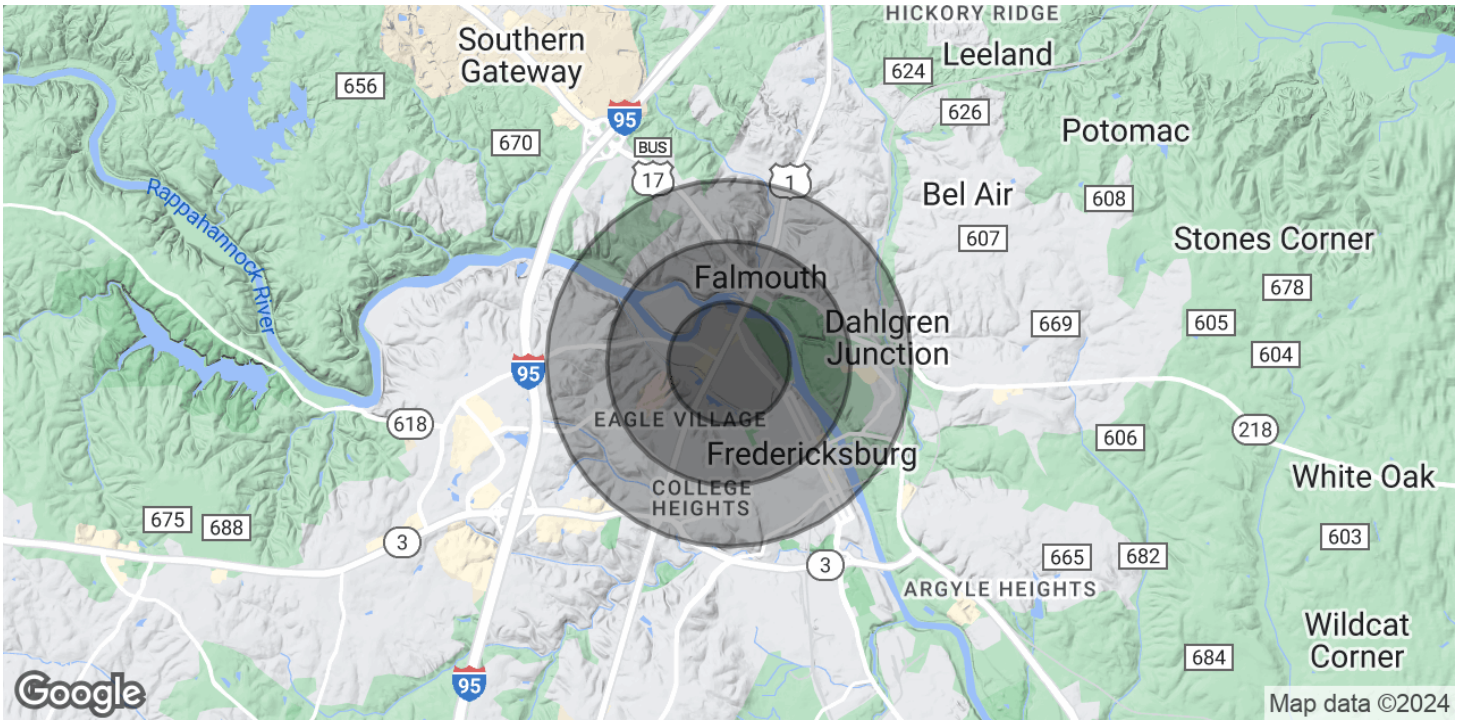 HICKORY RIDGE
Southern
Gateway
Leeland
624
656
626
95
Potomac
670
BUS
17
1
Bel Air
608
Rappahannock River
607
Stones Corner
Falmouth
678
Dahlgren
Junction
669
605
604
95
EAGLE VILLAGE
618
218
606
Fredericksburg
White Oak
COLLEGE
HEIGHTS
675
688
3
603
665
682
3
ARGYLE HEIGHTS
Wildcat
Corner
684
95
Google
Map data ©2024